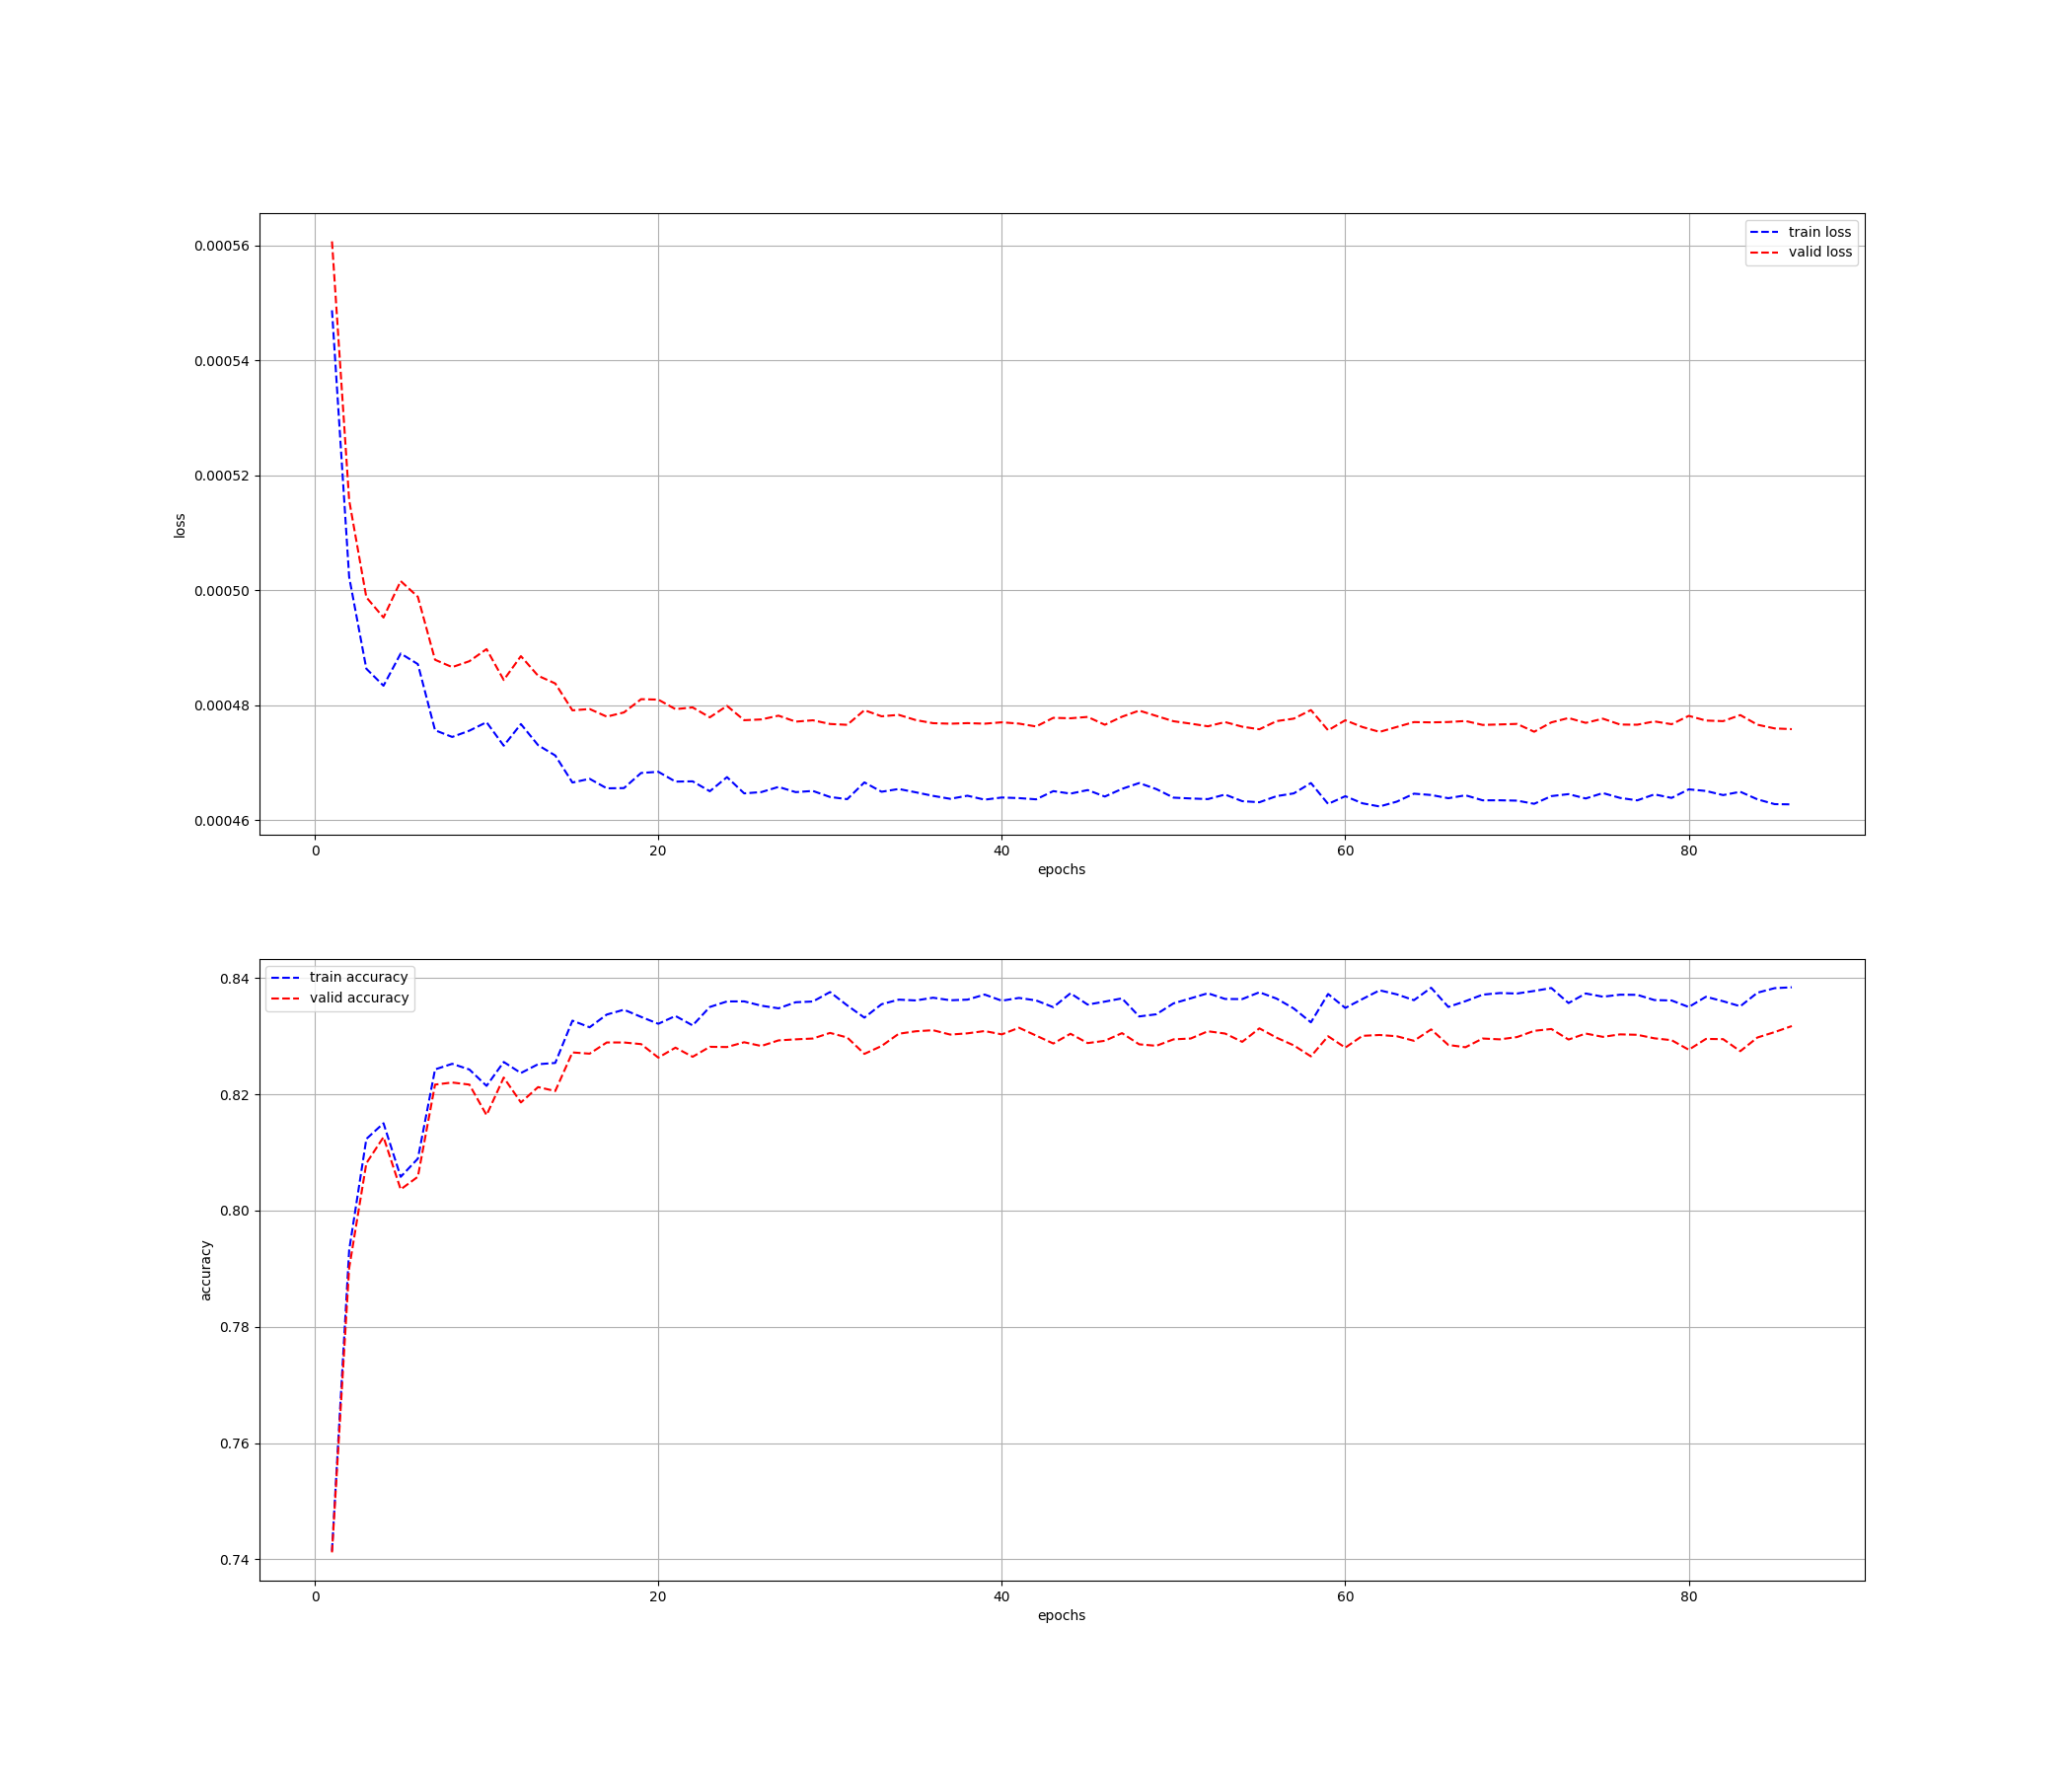 0.00056
0.00054
0.00052
0.00050
0.00048
0.00046
loss
train loss
valid loss
0 20 40 60 80
epochs
0.84
0.82
0.80
0.78
0.76
0.74
accuracy
train accuracy
valid accuracy
0 20 40 60 80
epochs